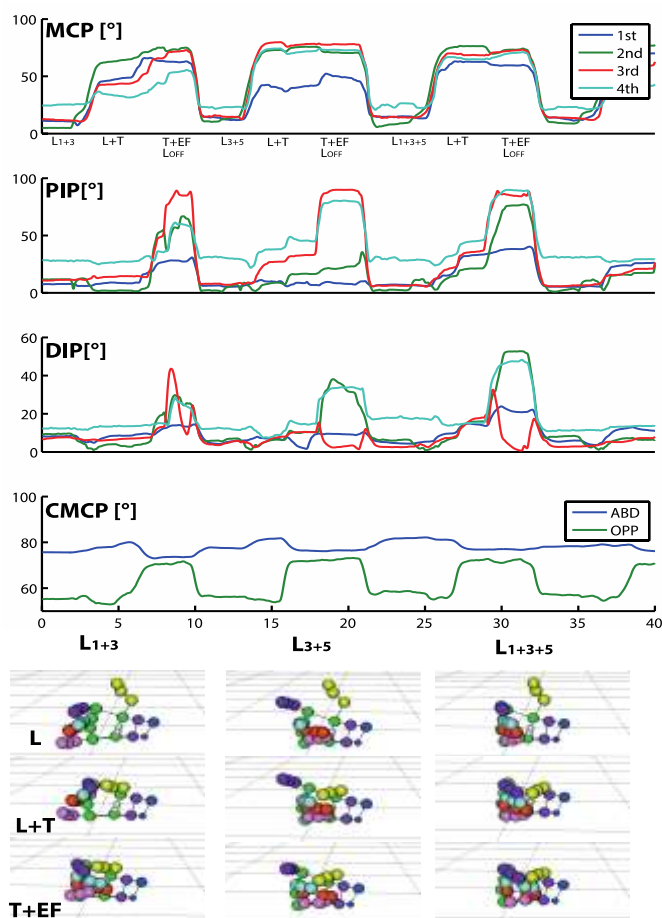 MCP [°]
100
50
0
1st
2nd
3rd
4th
L1+3 L+T T+EF L3+5 L+T T+EF L1+3+5 L+T T+EF
LOFF LOFF LOFF
PIP[°]
100
50
0
DIP[°]
60
40
20
0
CMCP [°]
100
80
60
ABD
OPP
0 5 10 15 20 25 30 35 40
L1+3 L3+5 L1+3+5
L
L+T
T+EF